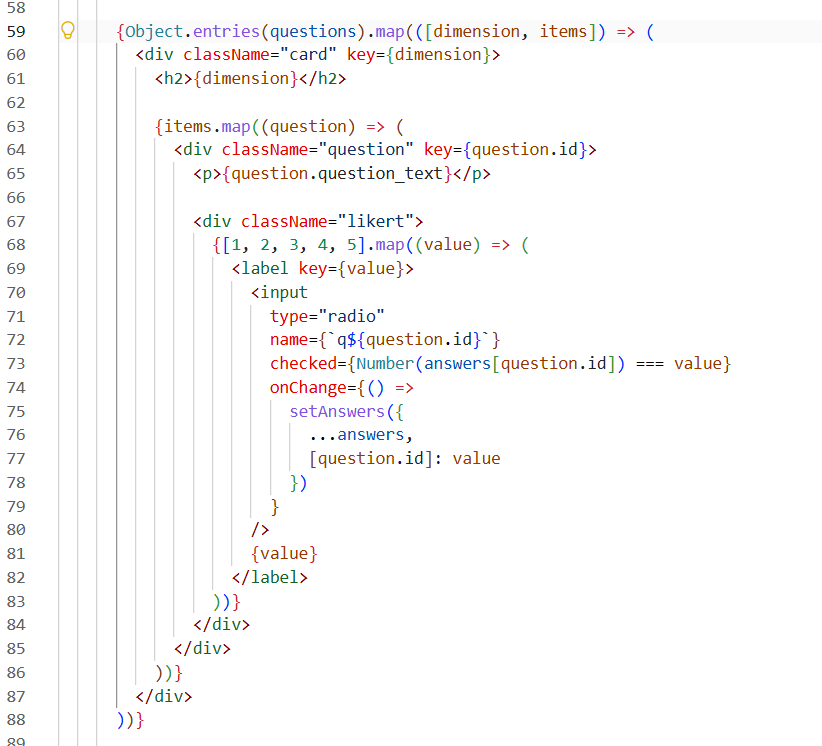 58
59 {Object.entries(questions).map(([dimension, items]) => (
60 <div className="card" key={dimension}>
61 <h2>{dimension}</h2>
62
63 {items.map((question) => (
64 <div className="question" key={question.id}>
65 <p>{question.question_text}</p>
66
67 <div className="likert">
68 {[1, 2, 3, 4, 5].map((value) => (
69 <label key={value}>
70 <input
71 type="radio"
72 name={`q${question.id}`}
73 checked={Number(answers[question.id]) === value}
74 onChange={() =>
75 setAnswers({
76 ...answers,
77 [question.id]: value
78 })
79 }
80 />
81 {value}
82 </label>
83 ))}
84 </div>
85 </div>
86 ))}
87 </div>
88 ))}
89